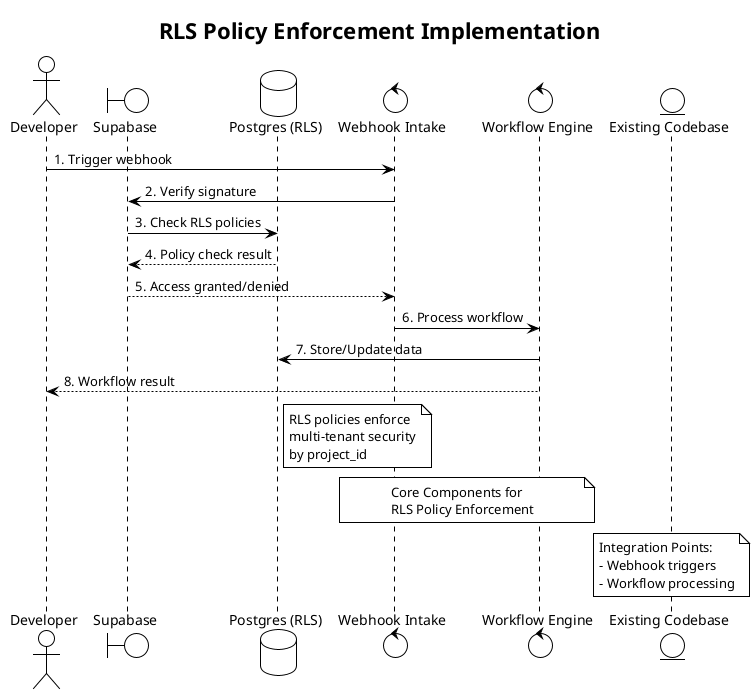 RLS Policy Enforcement Implementation
Developer
Supabase
Postgres (RLS)
Webhook Intake
Workflow Engine
Existing Codebase
1. Trigger webhook
2. Verify signature
3. Check RLS policies
4. Policy check result
5. Access granted/denied
6. Process workflow
7. Store/Update data
8. Workflow result
RLS policies enforce
multi-tenant security
by project_id
Core Components for
RLS Policy Enforcement
Integration Points:
- Webhook triggers
- Workflow processing
Developer
Supabase
Postgres (RLS)
Webhook Intake
Workflow Engine
Existing Codebase